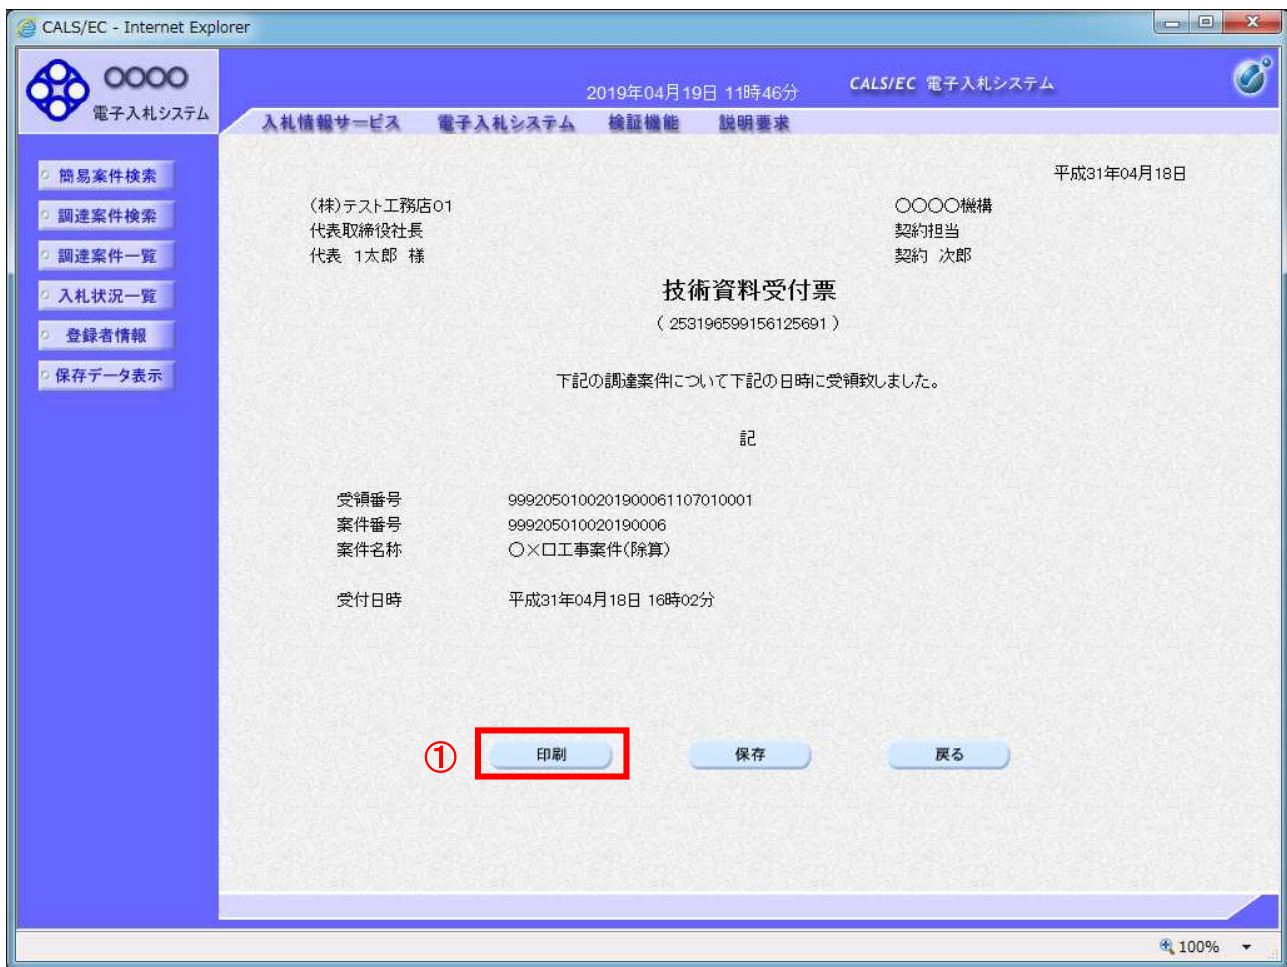 CALS/EC - Internet Explorer
〇〇〇〇
電子入札システム
2019年04月19日 11時46分
CALS/EC 電子入札システム
入札情報サービス 電子入札システム 検証機能 説明要求
簡易案件検索
調達案件検索
調達案件一覧
入札状況一覧
登録者情報
保存データ表示
平成31年04月18日
(株)テスト工務店01
代表取締役社長
代表 1太郎 様
〇〇〇〇機構
契約担当
契約 次郎
技術資料受付票
( 253196599156125691 )
下記の調達案件について下記の日時に受領致しました。
記
受領番号 99920501002019000611070​10001
案件番号 999205010020190006
案件名称 〇×口工事案件(除算)
受付日時 平成31年04月18日 16時02分
① 印刷 保存 戻る
100%